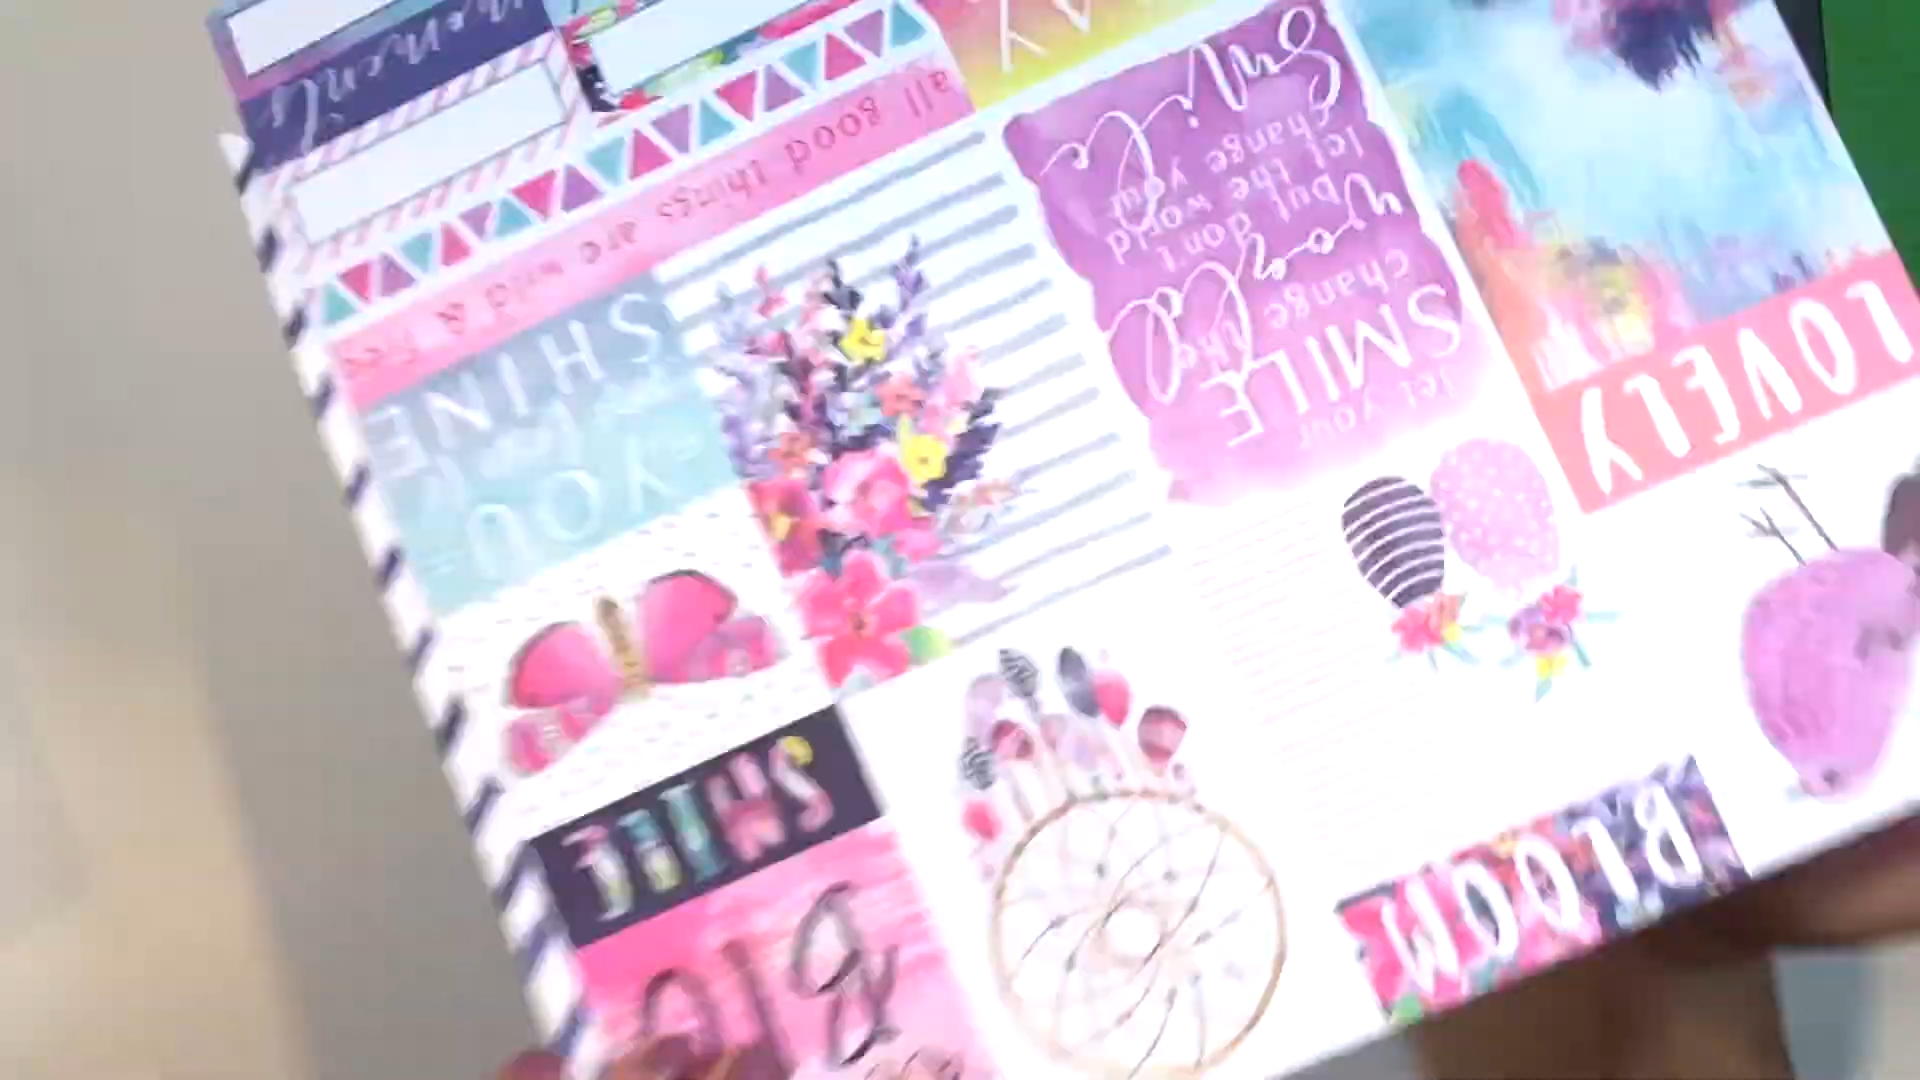 all good things are wild & free
YOU
SHINE
let your
SMILE
change the
world
but don't
let the world
change your
Smile
LOVELY
SMILE
BLOOM